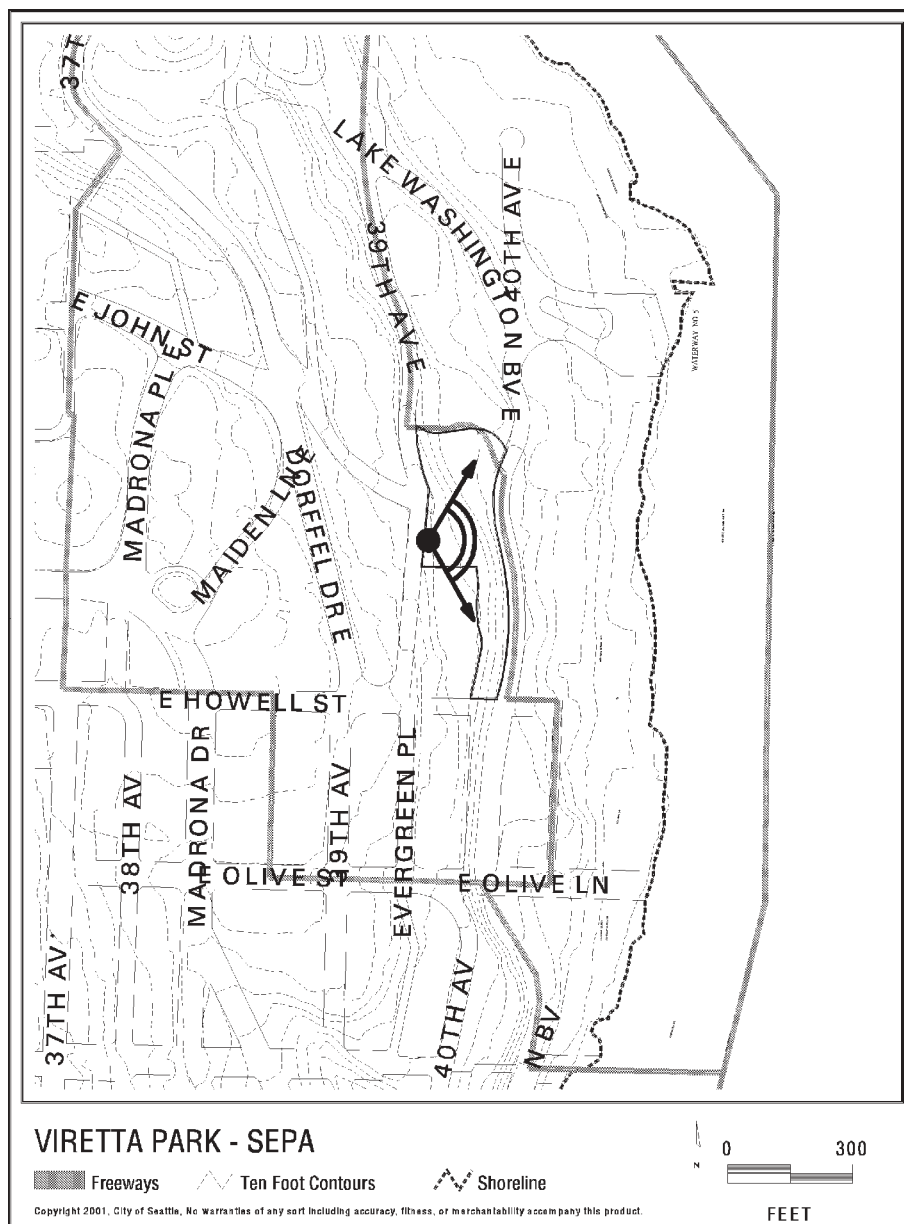 37T
LAKE WASHINGTON BV E
40TH AV E
39TH AV E
WATERWAY NO 5
E JOHN ST
MADRONA PL E
MAIDEN LN
DORFFEL DR E
E HOWELL ST
MADRONA DR
38TH AV
39TH AV
EVERGREEN PL
E OLIVE ST
E OLIVE LN
37TH AV
40TH AV
N BV
VIRETTA PARK - SEPA
Freeways
Ten Foot Contours
Shoreline
N
0 300
FEET
Copyright 2001, City of Seattle, No warranties of any sort including accuracy, fitness, or merchantability accompany this product.